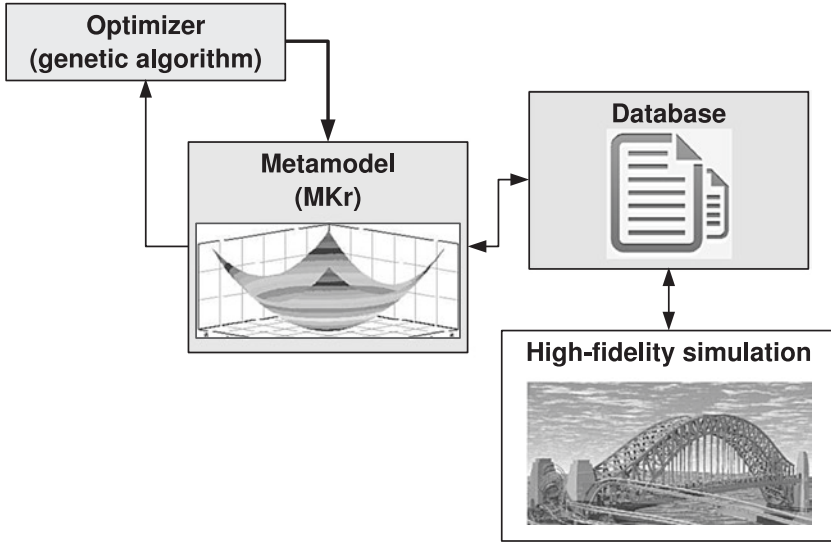 Optimizer
(genetic algorithm)
Metamodel
(MKr)
Database
High-fidelity simulation